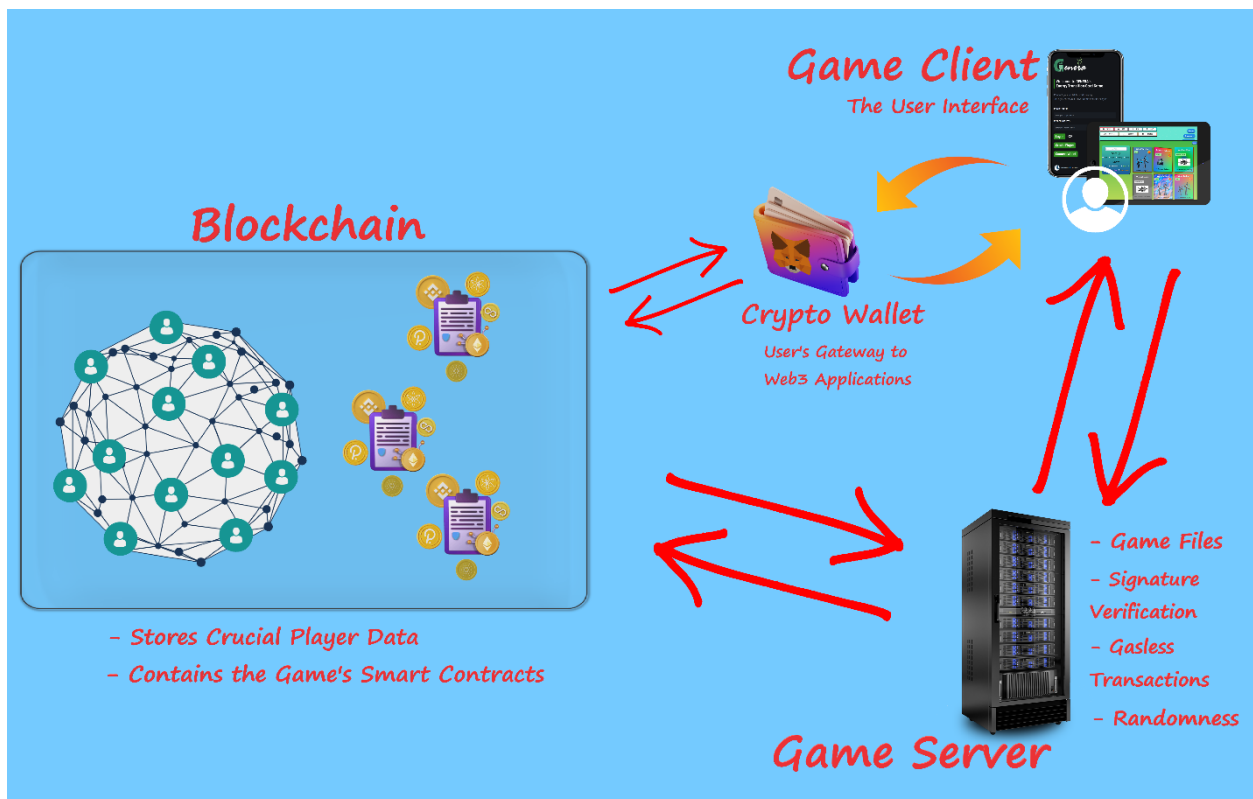 Game Client
The User Interface
Genera
Blockchain
Crypto Wallet
User's Gateway to
Web3 Applications
- Stores Crucial Player Data
- Contains the Game's Smart Contracts
- Game Files
- Signature
Verification
- Gasless
Transactions
- Randomness
Game Server